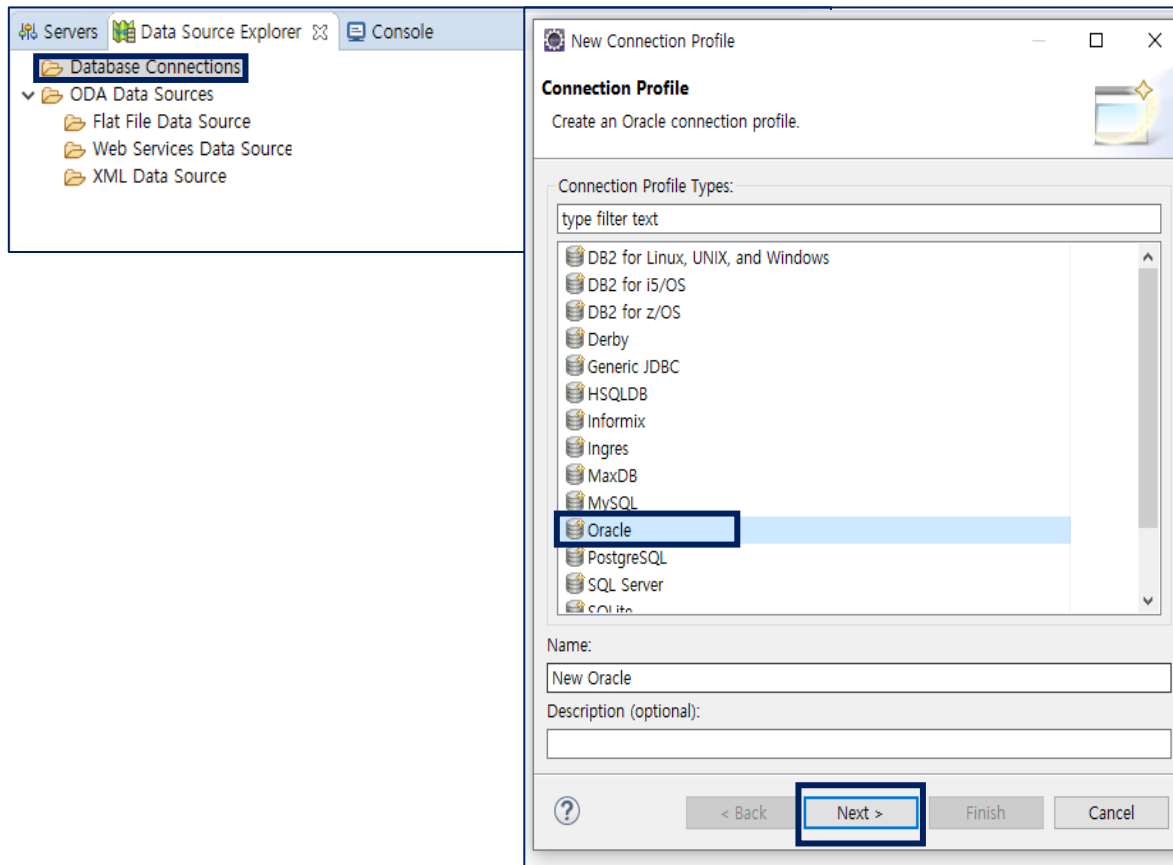 Servers Data Source Explorer Console
Database Connections
ODA Data Sources
Flat File Data Source
Web Services Data Source
XML Data Source
New Connection Profile
Connection Profile
Create an Oracle connection profile.
Connection Profile Types:
type filter text
DB2 for Linux, UNIX, and Windows
DB2 for i5/OS
DB2 for z/OS
Derby
Generic JDBC
HSQLDB
Informix
Ingres
MaxDB
MySQL
Oracle
PostgreSQL
SQL Server
SQLite
Name:
New Oracle
Description (optional):
< Back Next > Finish Cancel